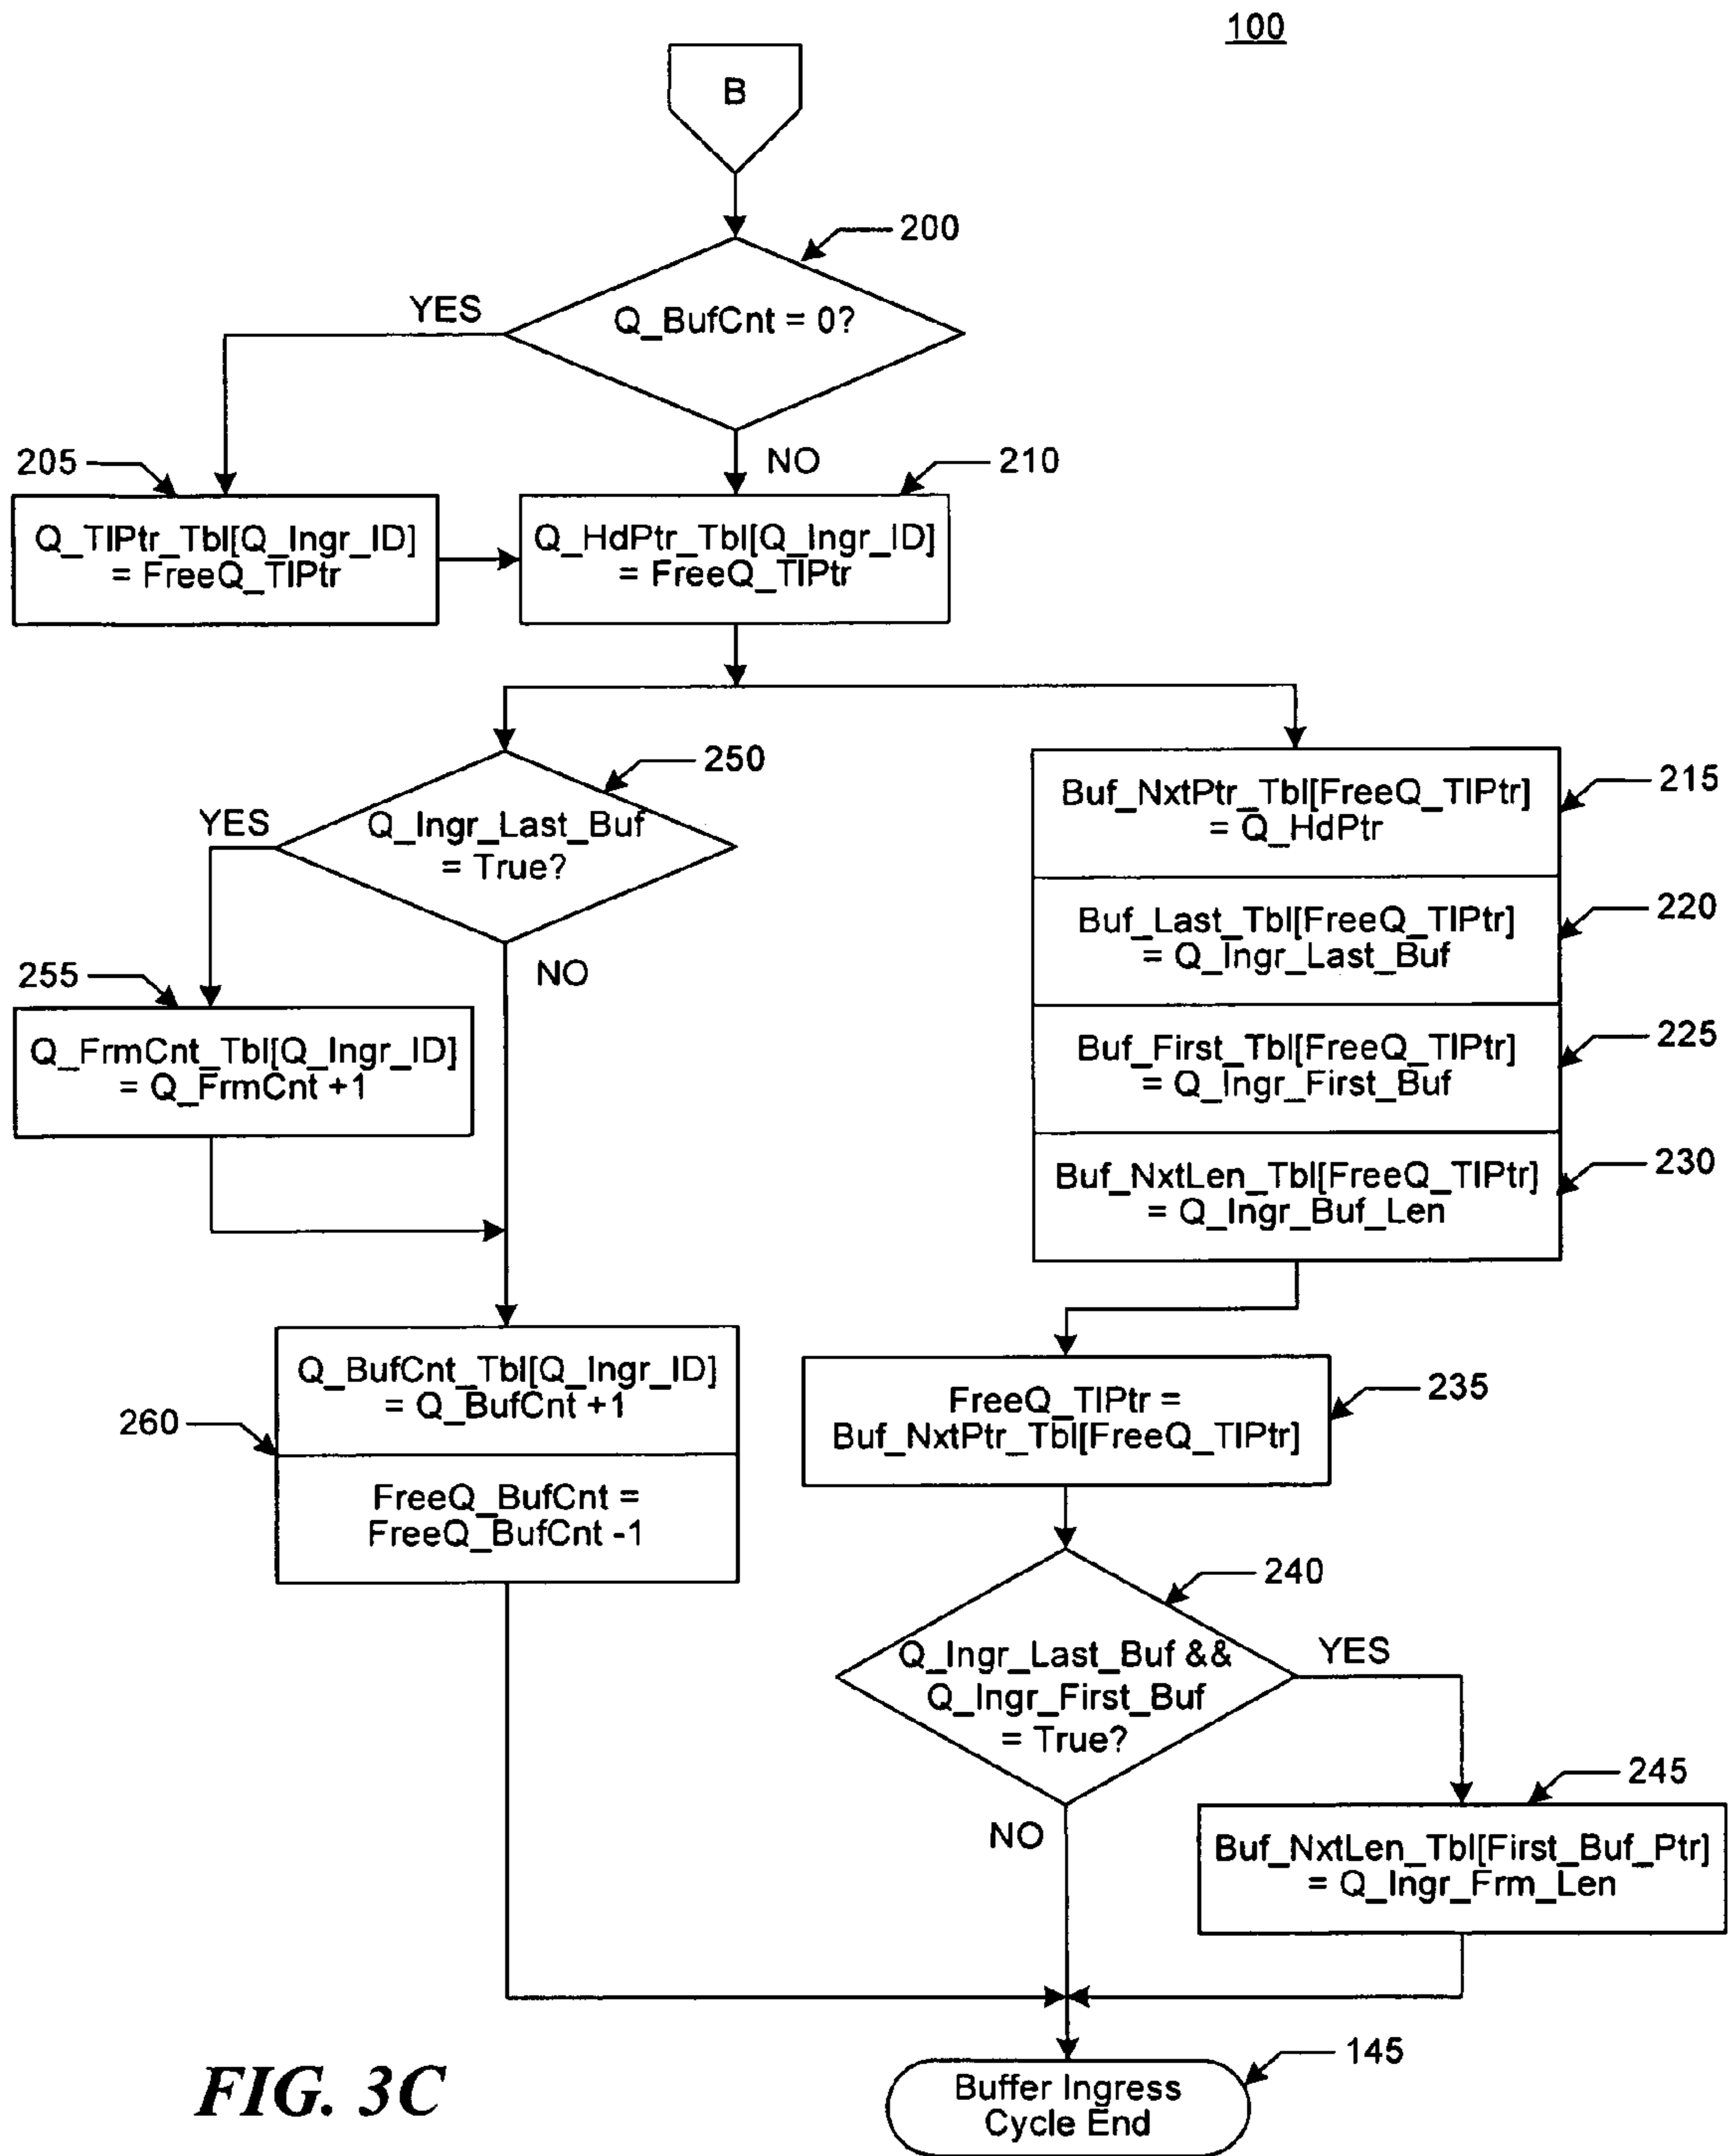 100
B
200
YES
Q_BufCnt = 0?
205
NO
210
Q_TlPtr_Tbl[Q_Ingr_ID]
= FreeQ_TlPtr
Q_HdPtr_Tbl[Q_Ingr_ID]
= FreeQ_TlPtr
250
YES
Q_Ingr_Last_Buf
= True?
NO
255
Q_FrmCnt_Tbl[Q_Ingr_ID]
= Q_FrmCnt +1
260
Q_BufCnt_Tbl[Q_Ingr_ID]
= Q_BufCnt +1
FreeQ_BufCnt =
FreeQ_BufCnt -1
Buf_NxtPtr_Tbl[FreeQ_TlPtr]
= Q_HdPtr
215
Buf_Last_Tbl[FreeQ_TlPtr]
= Q_Ingr_Last_Buf
220
Buf_First_Tbl[FreeQ_TlPtr]
= Q_Ingr_First_Buf
225
Buf_NxtLen_Tbl[FreeQ_TlPtr]
= Q_Ingr_Buf_Len
230
FreeQ_TlPtr =
Buf_NxtPtr_Tbl[FreeQ_TlPtr]
235
240
Q_Ingr_Last_Buf &&
Q_Ingr_First_Buf
= True?
YES
NO
245
Buf_NxtLen_Tbl[First_Buf_Ptr]
= Q_Ingr_Frm_Len
145
Buffer Ingress
Cycle End
FIG. 3C